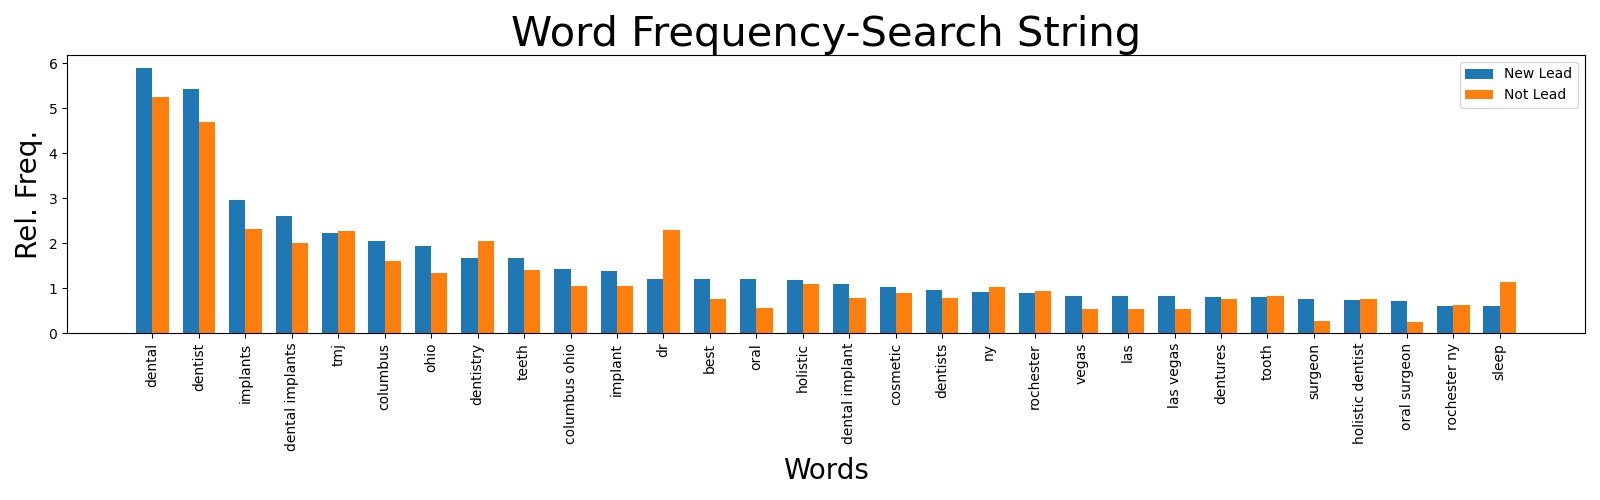 Word Frequency-Search String
6
5
4
3
2
1
0
Rel. Freq.
New Lead
Not Lead
dental
dentist
implants
dental implants
tmj
columbus
ohio
dentistry
teeth
columbus ohio
implant
dr
best
oral
holistic
dental implant
cosmetic
dentists
ny
rochester
vegas
las
las vegas
dentures
tooth
surgeon
holistic dentist
oral surgeon
rochester ny
sleep
Words